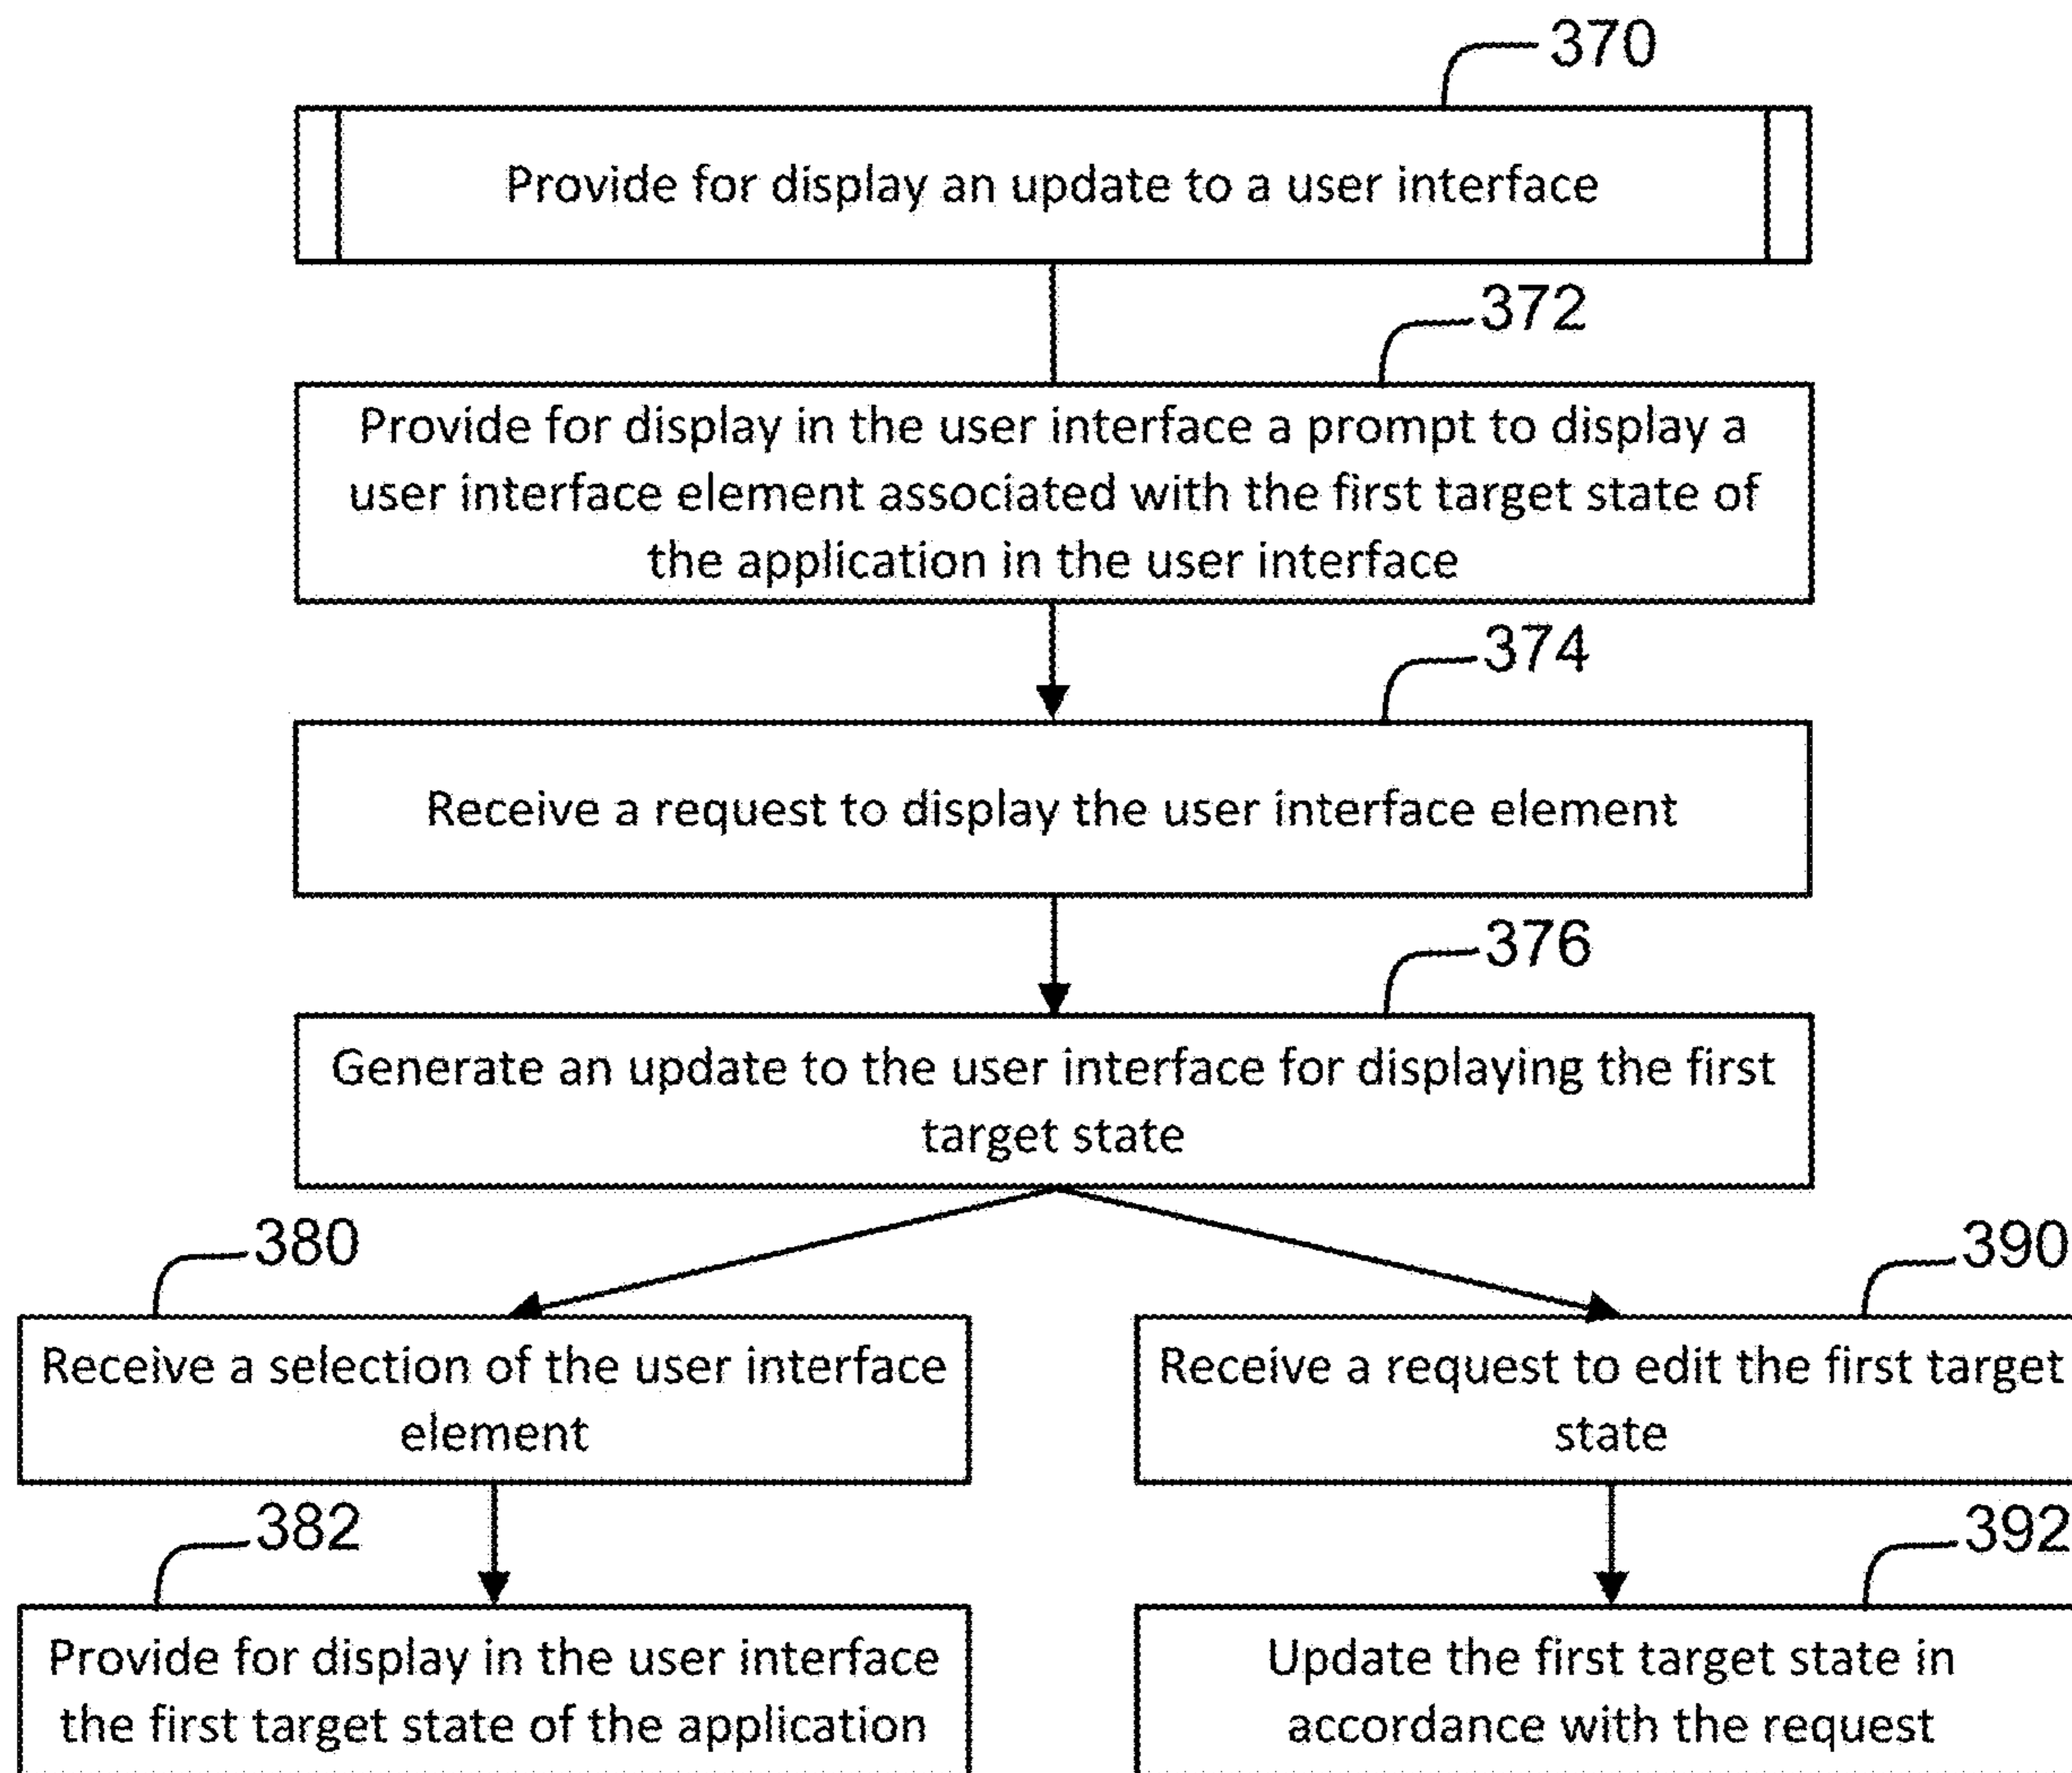 370
Provide for display an update to a user interface
372
Provide for display in the user interface a prompt to display a
user interface element associated with the first target state of
the application in the user interface
374
Receive a request to display the user interface element
376
Generate an update to the user interface for displaying the first
target state
380
Receive a selection of the user interface
element
390
Receive a request to edit the first target
state
382
Provide for display in the user interface
the first target state of the application
392
Update the first target state in
accordance with the request